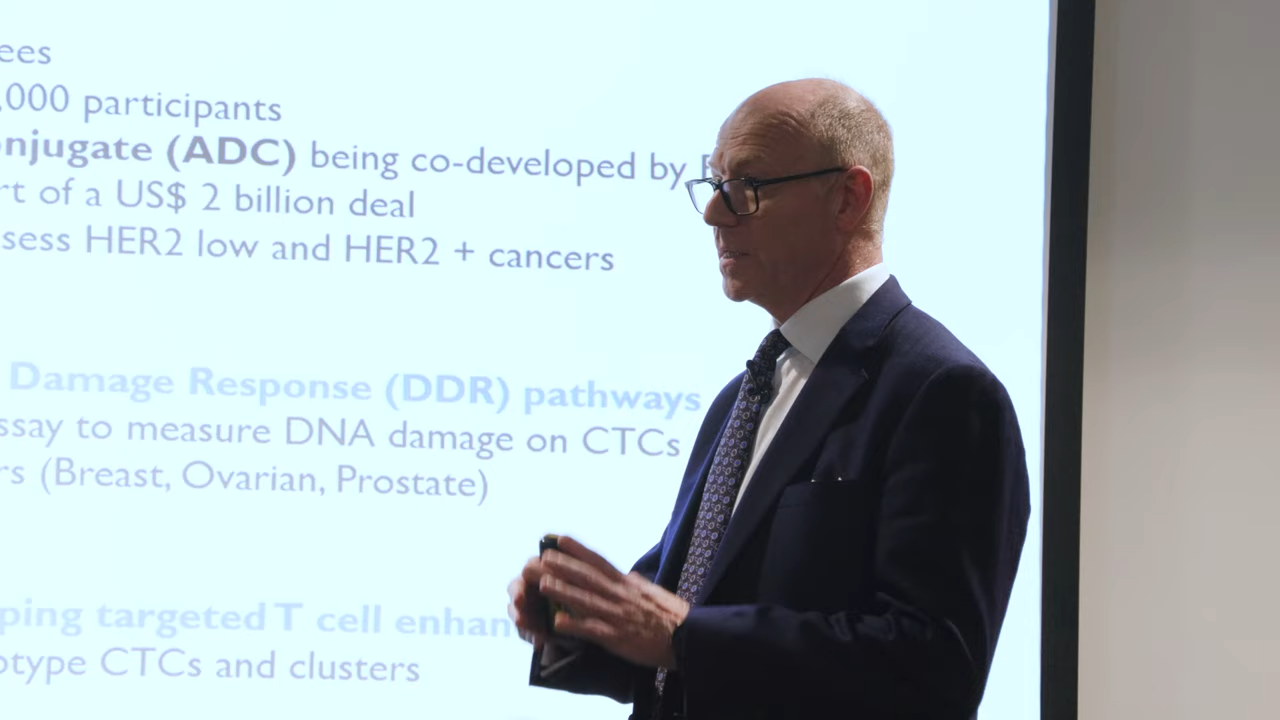 ees
,000 participants
onjugate (ADC) being co-developed by
rt of a US$ 2 billion deal
sess HER2 low and HER2 + cancers
Damage Response (DDR) pathways
ssay to measure DNA damage on CTCs
rs (Breast, Ovarian, Prostate)
ping targeted T cell enhan
otype CTCs and clusters